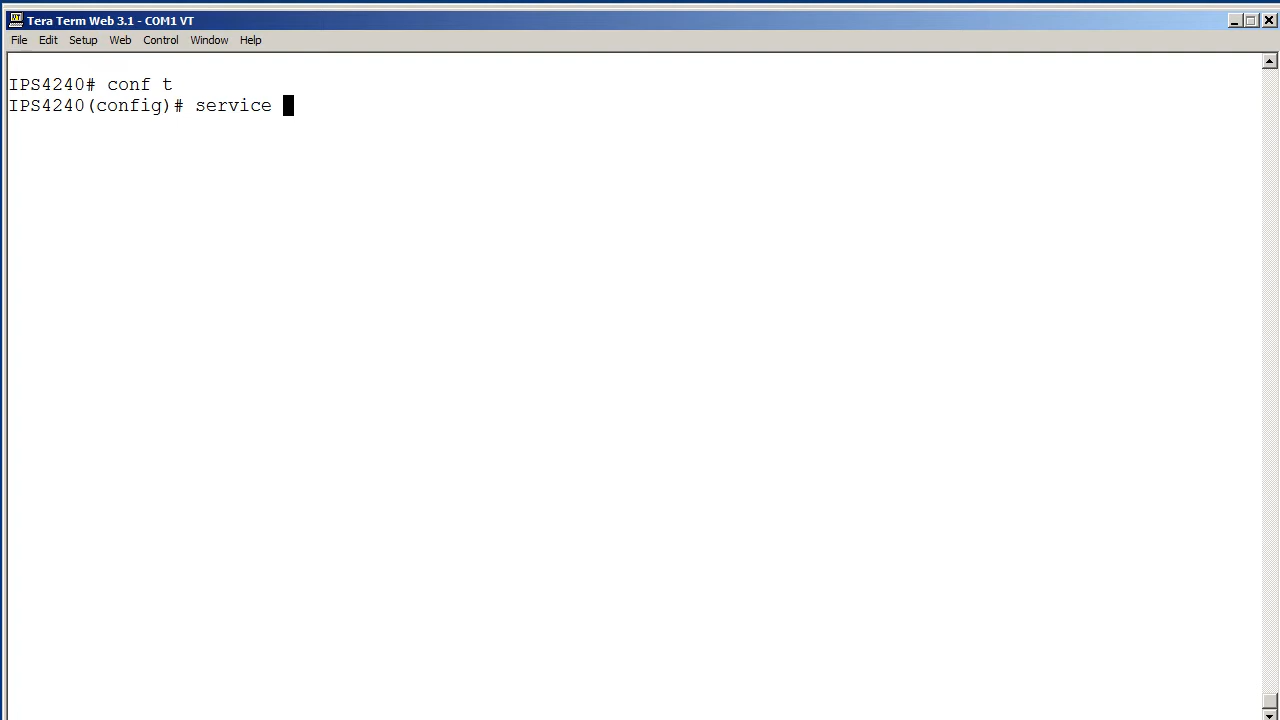 Tera Term Web 3.1 - COM1 VT
File Edit Setup Web Control Window Help
IPS4240# conf t
IPS4240(config)# service